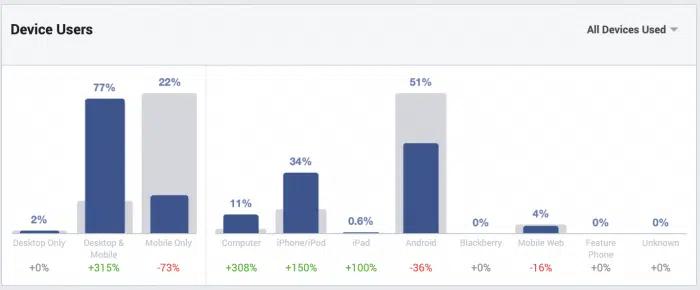 Device Users
All Devices Used
77%
22%
2%
Desktop Only
Desktop &
Mobile
Mobile Only
+0%
+315%
-73%
51%
34%
11%
0.6%
0%
4%
0%
0%
Computer
iPhone/iPod
iPad
Android
Blackberry
Mobile Web
Feature
Phone
Unknown
+308%
+150%
+100%
-36%
+0%
-16%
+0%
+0%